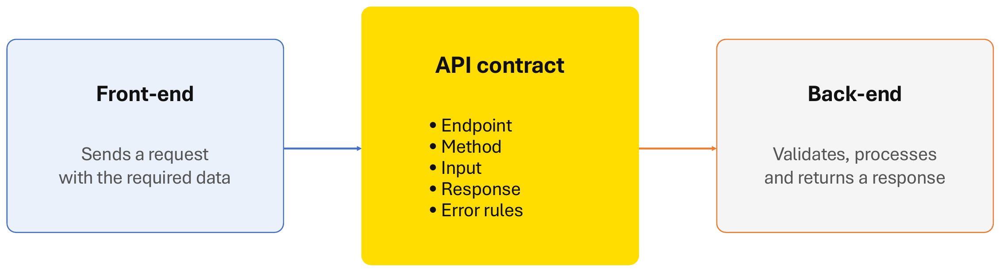 Front-end
Sends a request
with the required data
API contract
• Endpoint
• Method
• Input
• Response
• Error rules
Back-end
Validates, processes
and returns a response